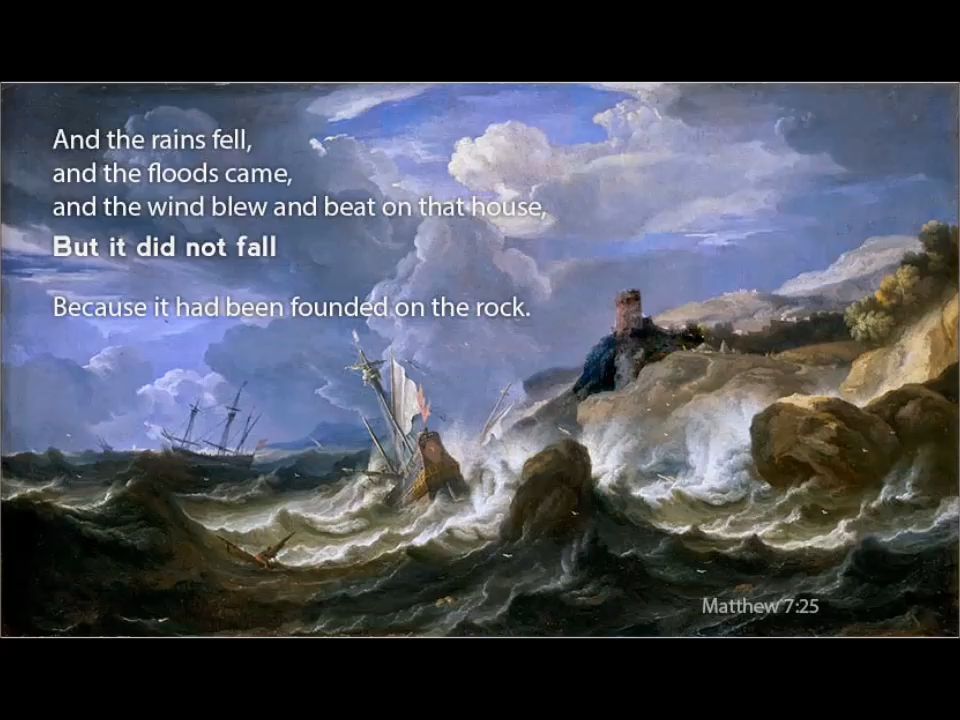 And the rains fell,
and the floods came,
and the wind blew and beat on that house,
But it did not fall
Because it had been founded on the rock.
Matthew 7:25